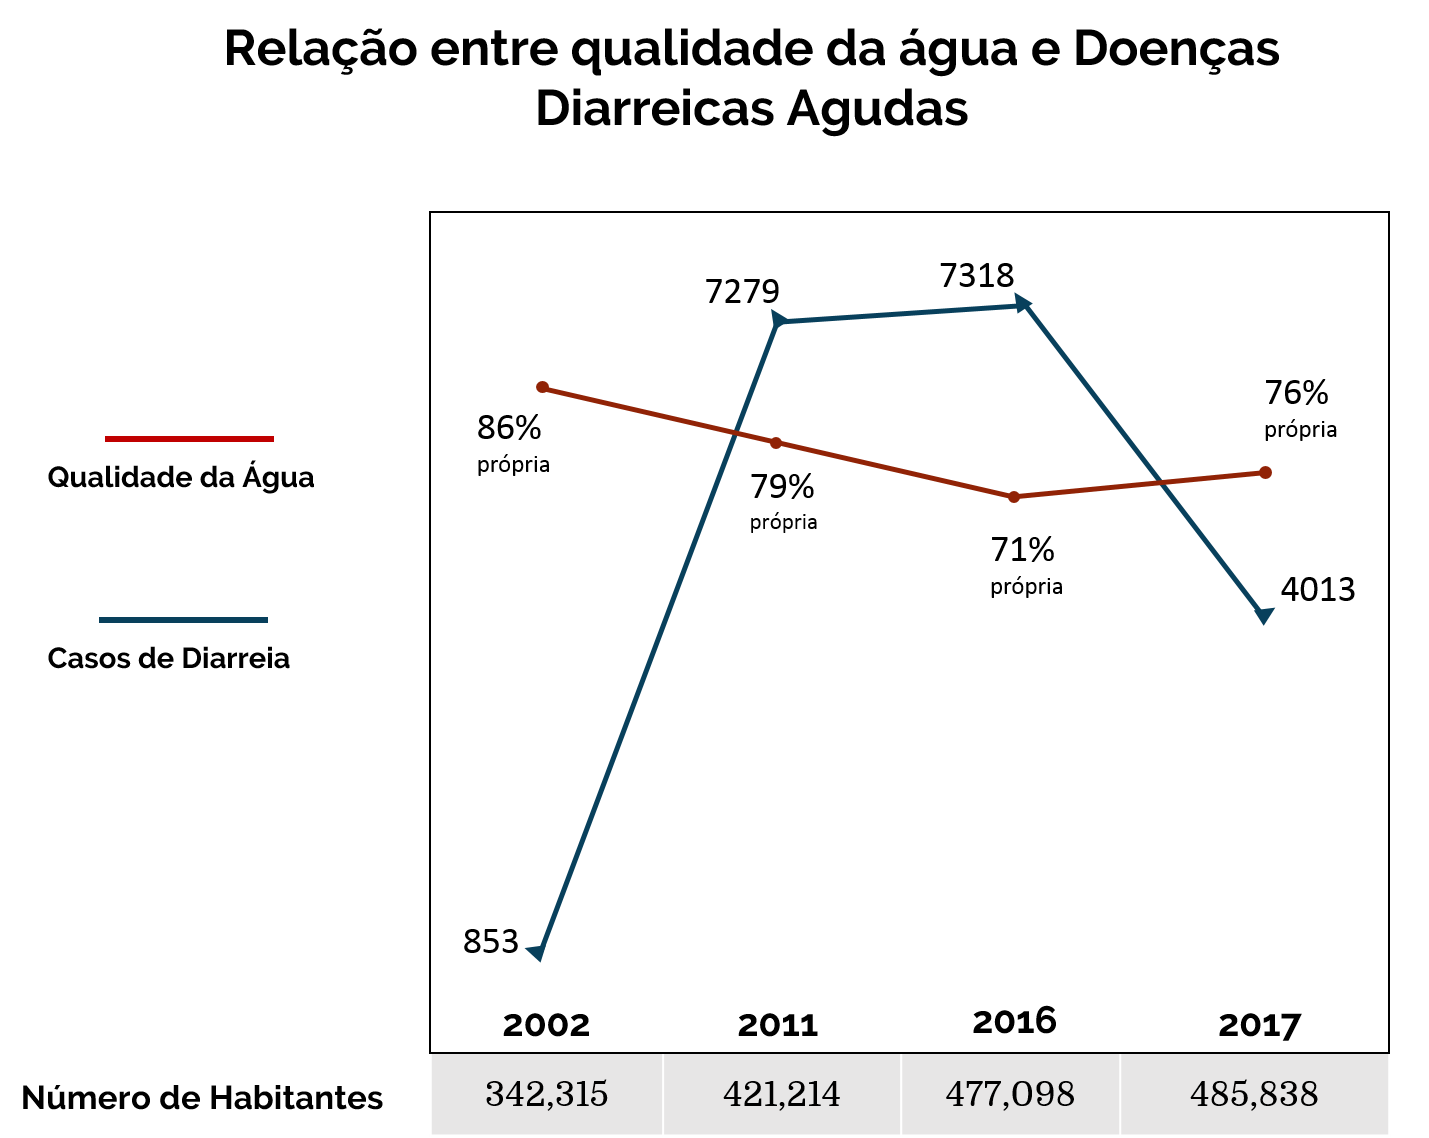 Relação entre qualidade da água e Doenças
Diarreicas Agudas
7279
7318
86%
própria
79%
própria
71%
própria
76%
própria
4013
853
Qualidade da Água
Casos de Diarreia
2002 2011 2016 2017
Número de Habitantes 342,315 421,214 477,098 485,838